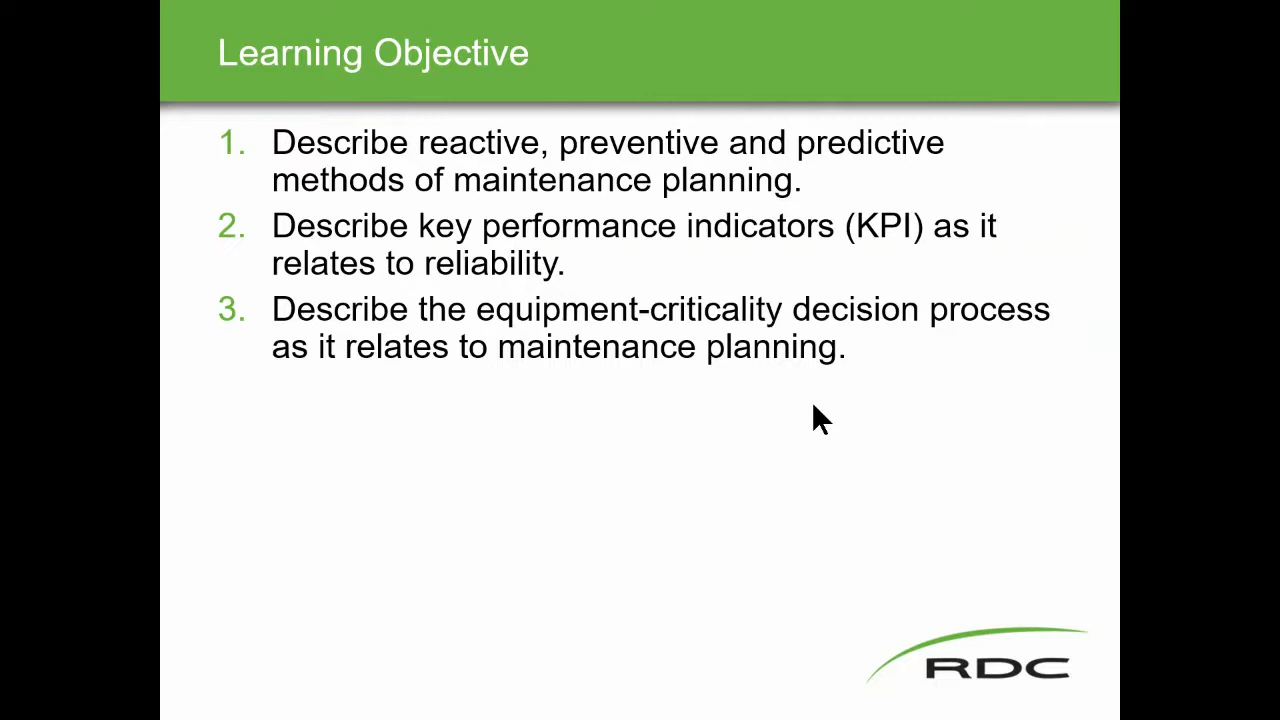 Learning Objective
1. Describe reactive, preventive and predictive
methods of maintenance planning.
2. Describe key performance indicators (KPI) as it
relates to reliability.
3. Describe the equipment-criticality decision process
as it relates to maintenance planning.
RDC